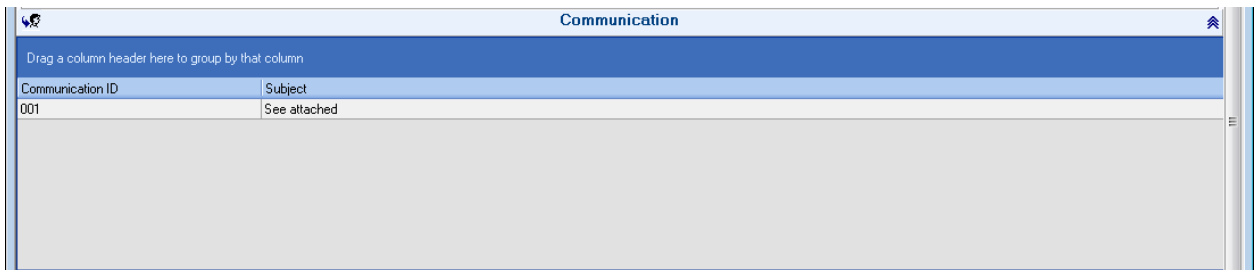 Communication
Drag a column header here to group by that column
Communication ID Subject
001 See attached